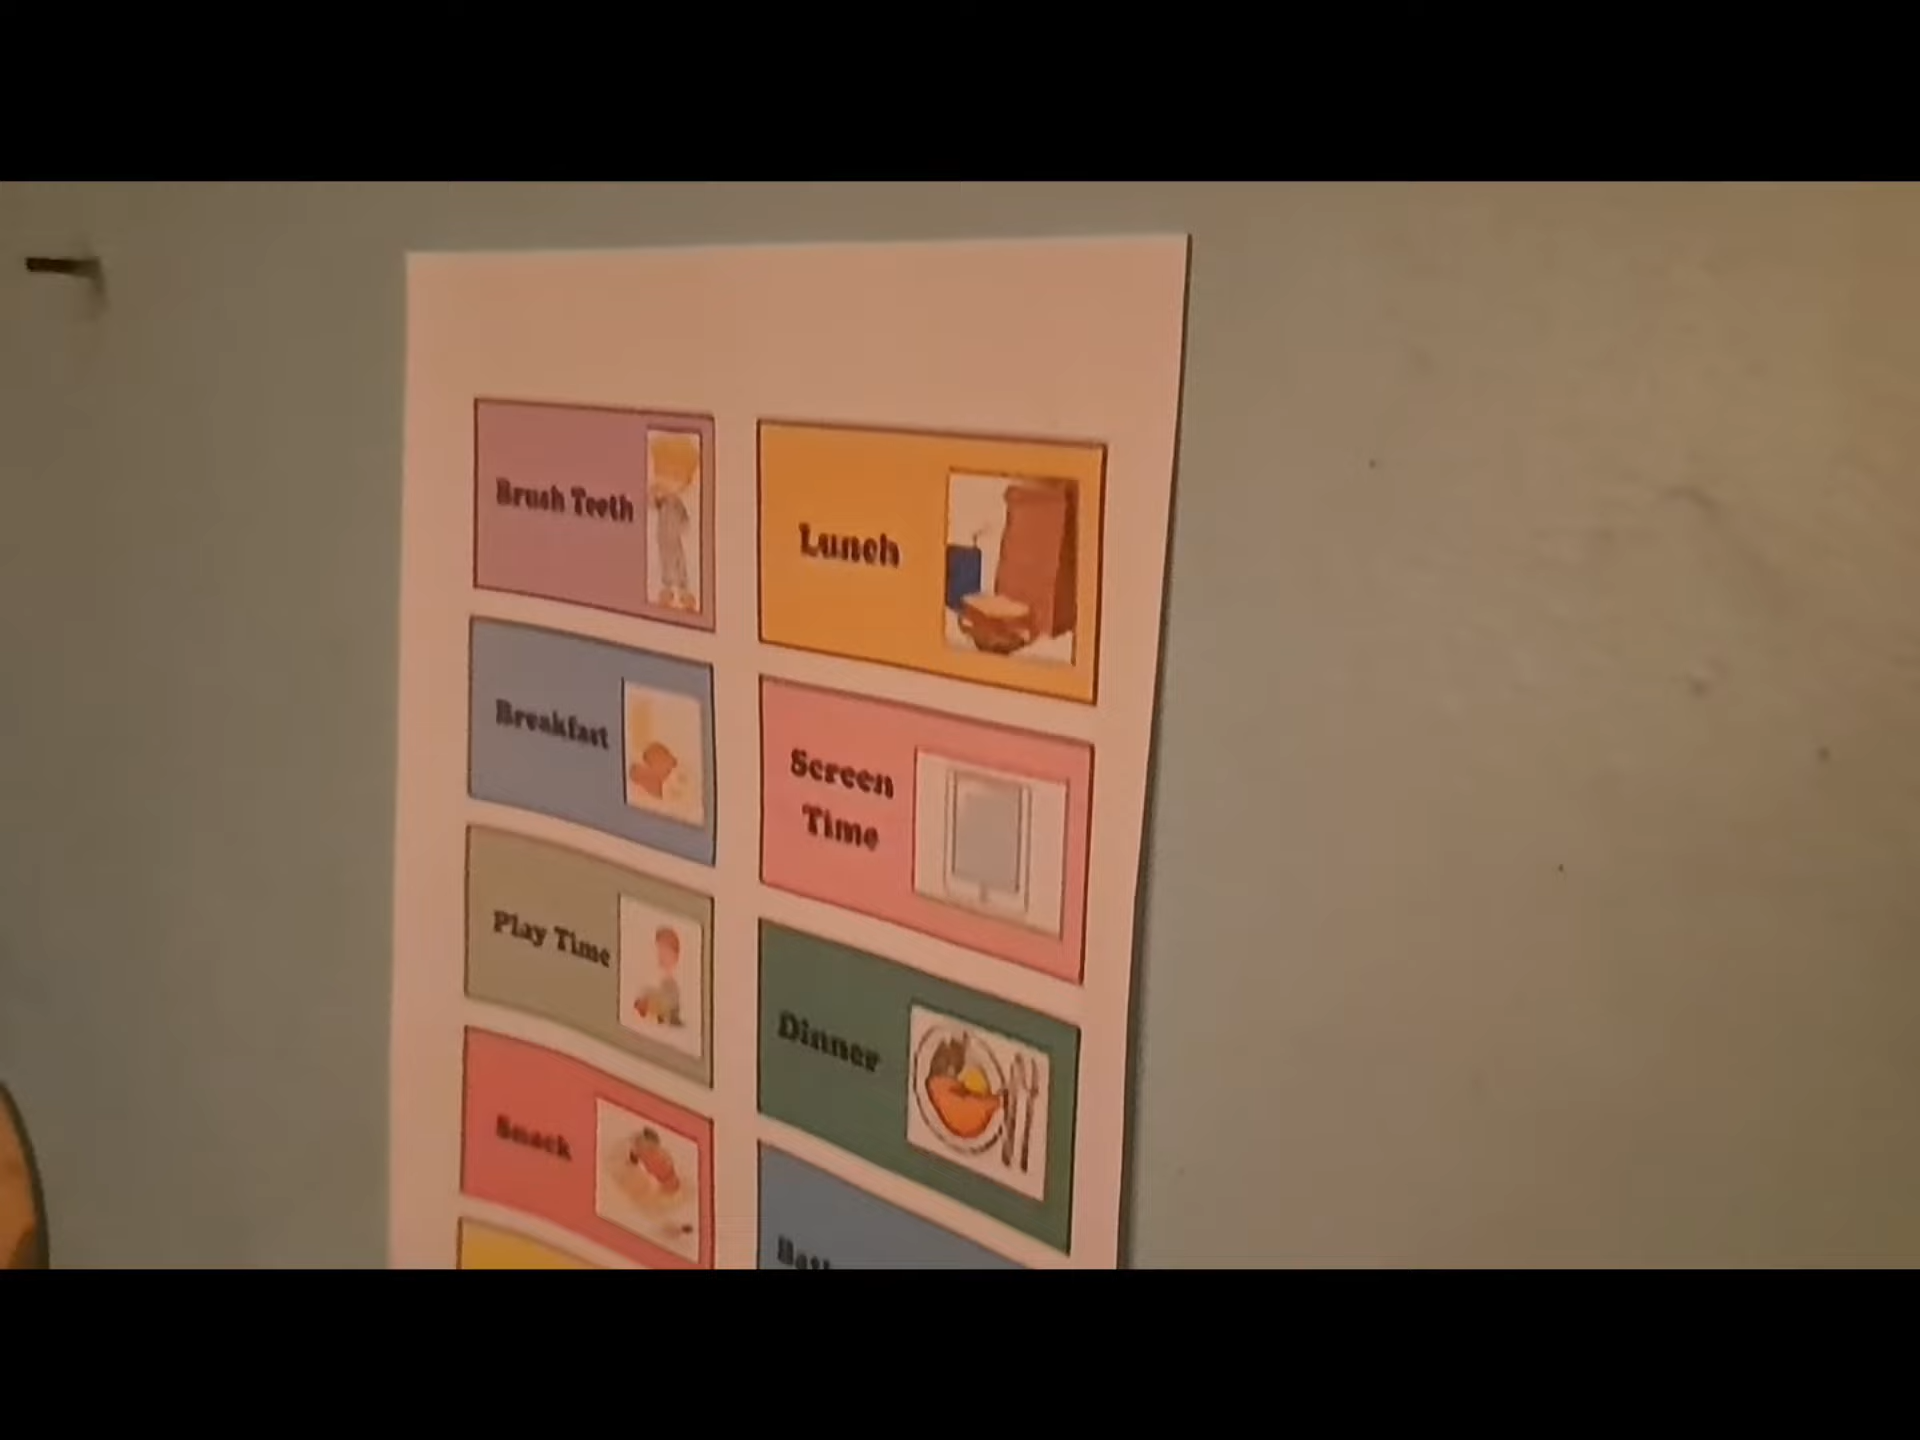 Brush Teeth
Breakfast
Play Time
Snack
Lunch
Screen
Time
Dinner